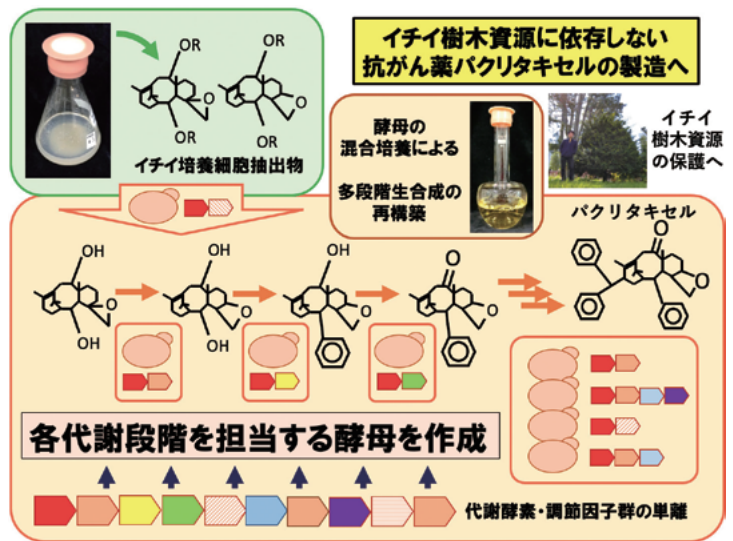 イチイ樹木資源に依存しない
抗がん薬パクリタキセルの製造へ
OR
OR
O
O
OR
OR
イチイ培養細胞抽出物
酵母の
混合培養による
多段階生合成の
再構築
イチイ
樹木資源
の保護へ
パクリタキセル
OH
OH
OH
O
O
O
O
O
O
O
OH
OH
各代謝段階を担当する酵母を作成
代謝酵素・調節因子群の単離